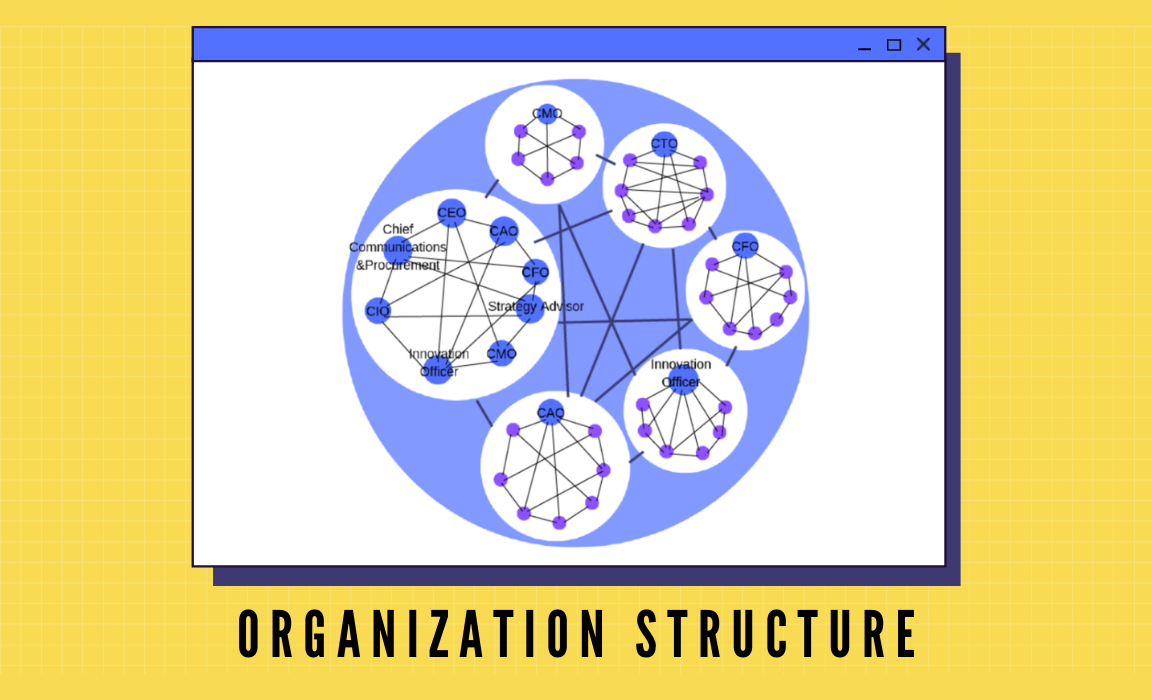 CMO
CTO
CEO
Chief
Communications
&Procurement
CAO
CFO
CFO
CIO
Strategy Advisor
Innovation
Officer
CMO
Innovation
Officer
CAO
ORGANIZATION STRUCTURE